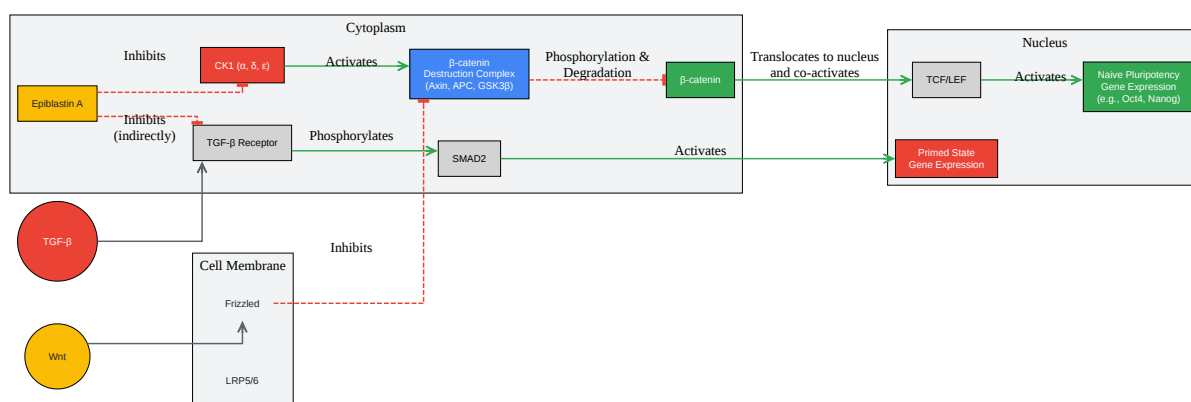 Cytoplasm
Inhibits
CK1 (α, δ, ε)
Activates
β-catenin
Destruction Complex
(Axin, APC, GSK3β)
Phosphorylation &
Degradation
β-catenin
Translocates to nucleus
and co-activates
Nucleus
TCF/LEF
Activates
Naive Pluripotency
Gene Expression
(e.g., Oct4, Nanog)
Epiblastin A
Inhibits
(indirectly)
TGF-β Receptor
Phosphorylates
SMAD2
Activates
Primed State
Gene Expression
TGF-β
Inhibits
Cell Membrane
Frizzled
Wnt
LRP5/6